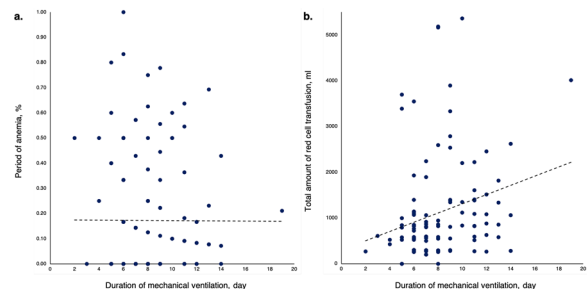 a.
1.00
0.90
0.80
0.70
0.60
0.50
0.40
0.30
0.20
0.10
0.00
0 2 4 6 8 10 12 14 16 18 20
Period of anemia, %
Duration of mechanical ventilation, day
b.
5000
4000
3000
2000
1000
0
0 2 4 6 8 10 12 14 16 18 20
Total amount of red cell transfusion, ml
Duration of mechanical ventilation, day